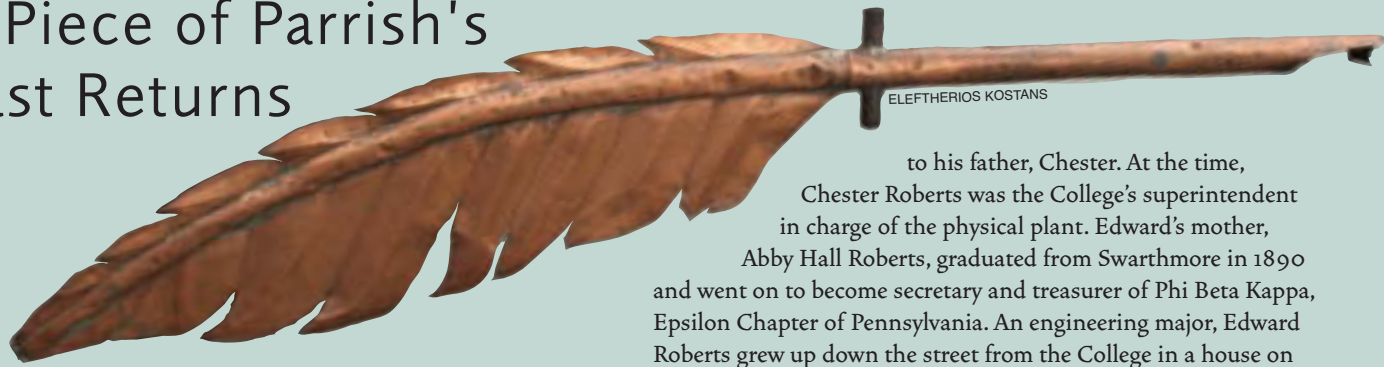 Piece of Parrish's
st Returns
ELEFTHERIOS KOSTANS
to his father, Chester. At the time,
Chester Roberts was the College’s superintendent
in charge of the physical plant. Edward’s mother,
Abby Hall Roberts, graduated from Swarthmore in 1890
and went on to become secretary and treasurer of Phi Beta Kappa,
Epsilon Chapter of Pennsylvania. An engineering major, Edward
Roberts grew up down the street from the College in a house on